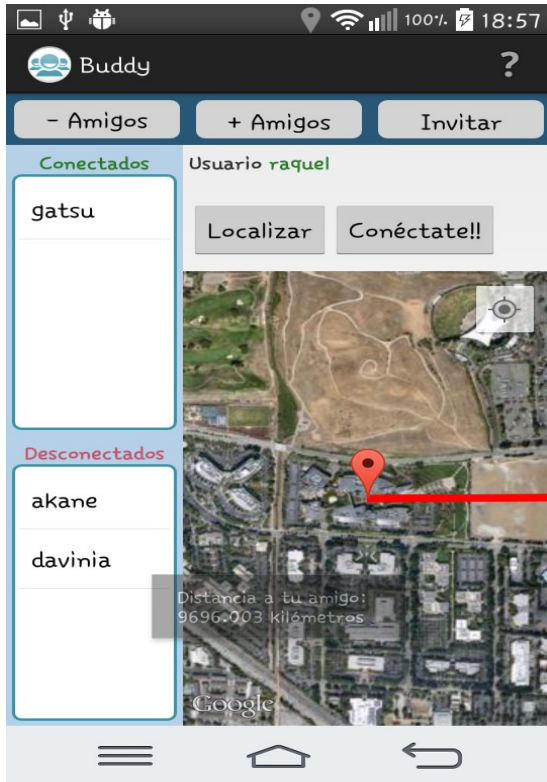 100% 18:57
Buddy ?
- Amigos + Amigos Invitar
Conectados
gatsu
Desconectados
akane
davinia
Usuario raquel
Localizar Conéctate!!
Distancia a tu amigo:
9696.003 kilómetros
Google